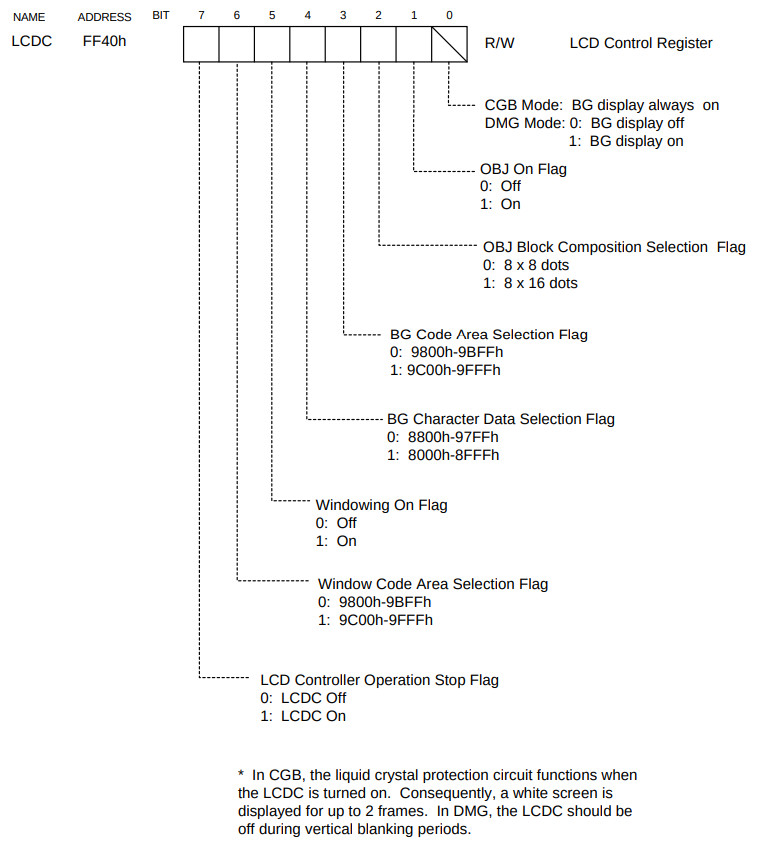 NAME ADDRESS BIT 7 6 5 4 3 2 1 0
LCDC FF40h R/W LCD Control Register
CGB Mode: BG display always on
DMG Mode: 0: BG display off
1: BG display on
OBJ On Flag
0: Off
1: On
OBJ Block Composition Selection Flag
0: 8 x 8 dots
1: 8 x 16 dots
BG Code Area Selection Flag
0: 9800h-9BFFh
1: 9C00h-9FFFh
BG Character Data Selection Flag
0: 8800h-97FFh
1: 8000h-8FFFh
Windowing On Flag
0: Off
1: On
Window Code Area Selection Flag
0: 9800h-9BFFh
1: 9C00h-9FFFh
LCD Controller Operation Stop Flag
0: LCDC Off
1: LCDC On
* In CGB, the liquid crystal protection circuit functions when
the LCDC is turned on. Consequently, a white screen is
displayed for up to 2 frames. In DMG, the LCDC should be
off during vertical blanking periods.